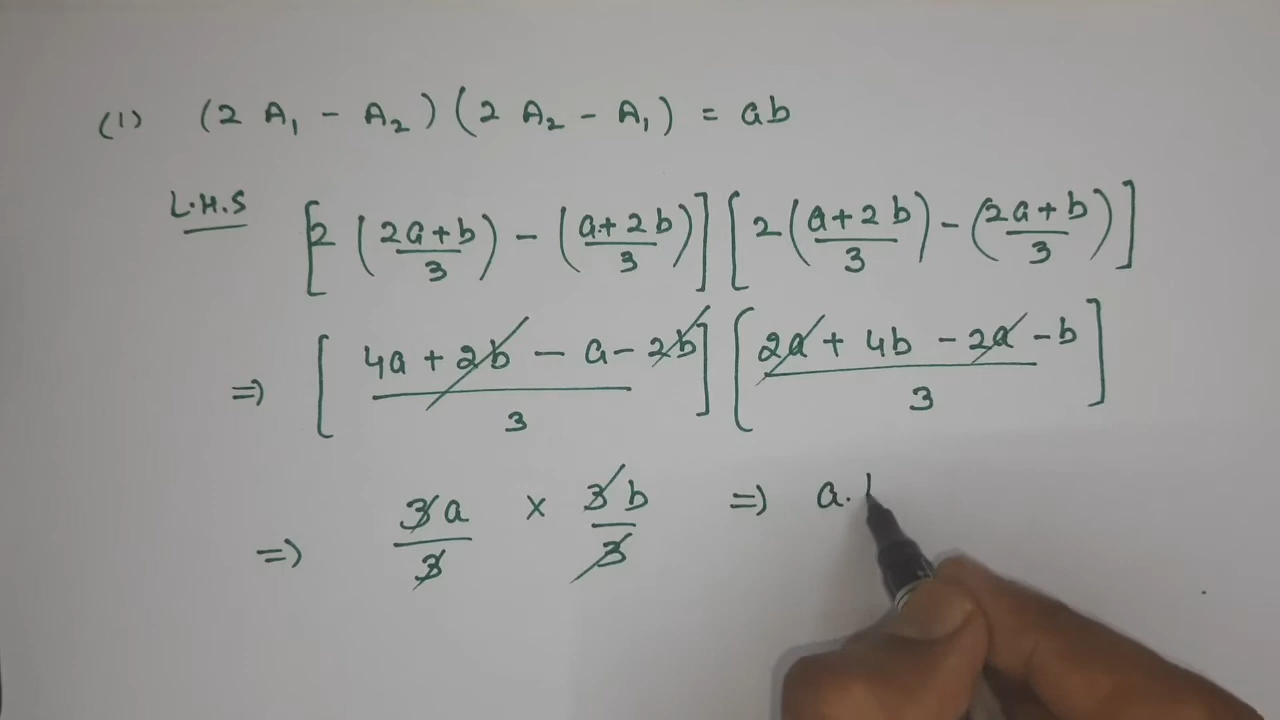 (1) (2 A₁ - A₂) (2 A₂ - A₁) = ab
L.H.S [2 (2a+b/3) - (a+2b/3)] [2 (a+2b/3) - (2a+b/3)]
=> [4a + 2b - a - 2b/3] [2a + 4b - 2a - b/3]
=> 3a/3 x 3b/3 => a.